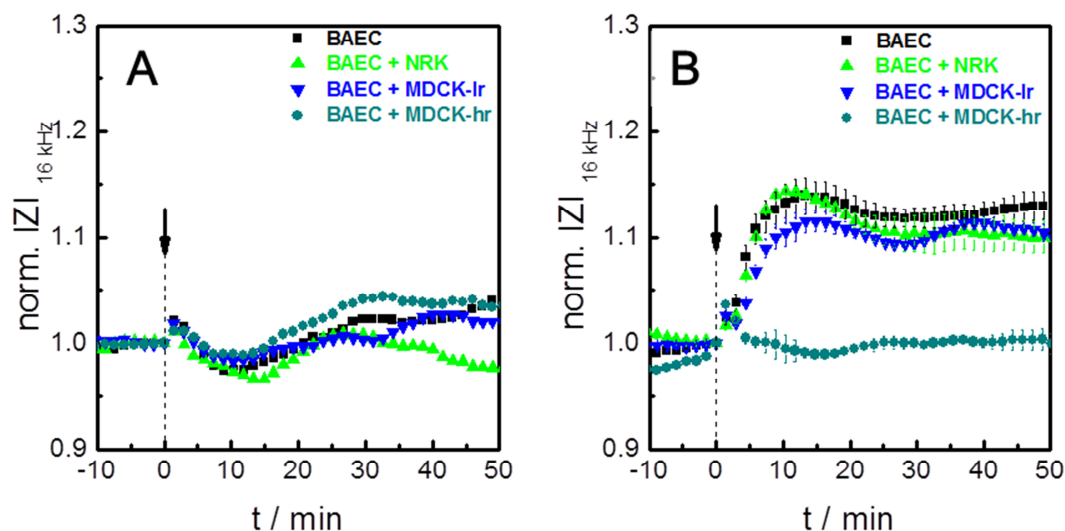 A
BAEC
BAEC + NRK
BAEC + MDCK-lr
BAEC + MDCK-hr
norm. |Z| 16 kHz
1.3
1.2
1.1
1.0
0.9
-10 0 10 20 30 40 50
t / min
B
BAEC
BAEC + NRK
BAEC + MDCK-lr
BAEC + MDCK-hr
norm. |Z| 16 kHz
1.3
1.2
1.1
1.0
0.9
-10 0 10 20 30 40 50
t / min